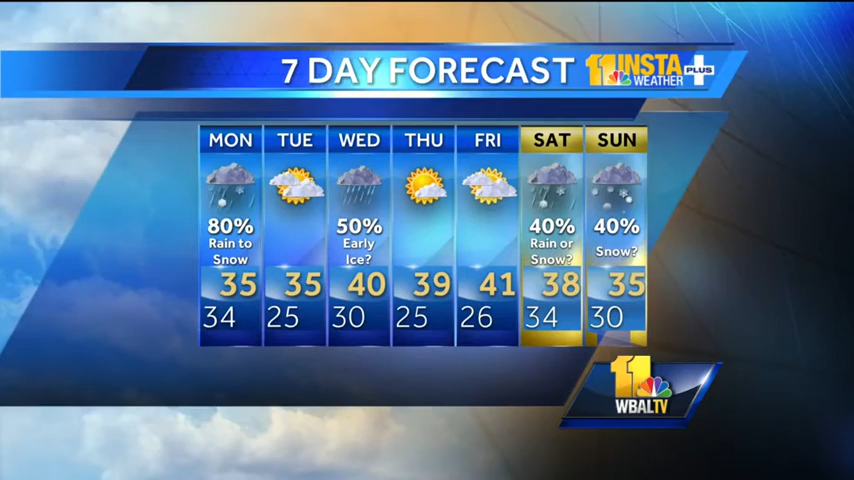 7 DAY FORECAST 11 INSTA WEATHER PLUS
MON TUE WED THU FRI SAT SUN
80% 50% 40% 40%
Rain to Early Rain or Snow?
Snow Ice? Snow?
35 35 40 39 41 38 35
34 25 30 25 26 34 30
11
WBALTV